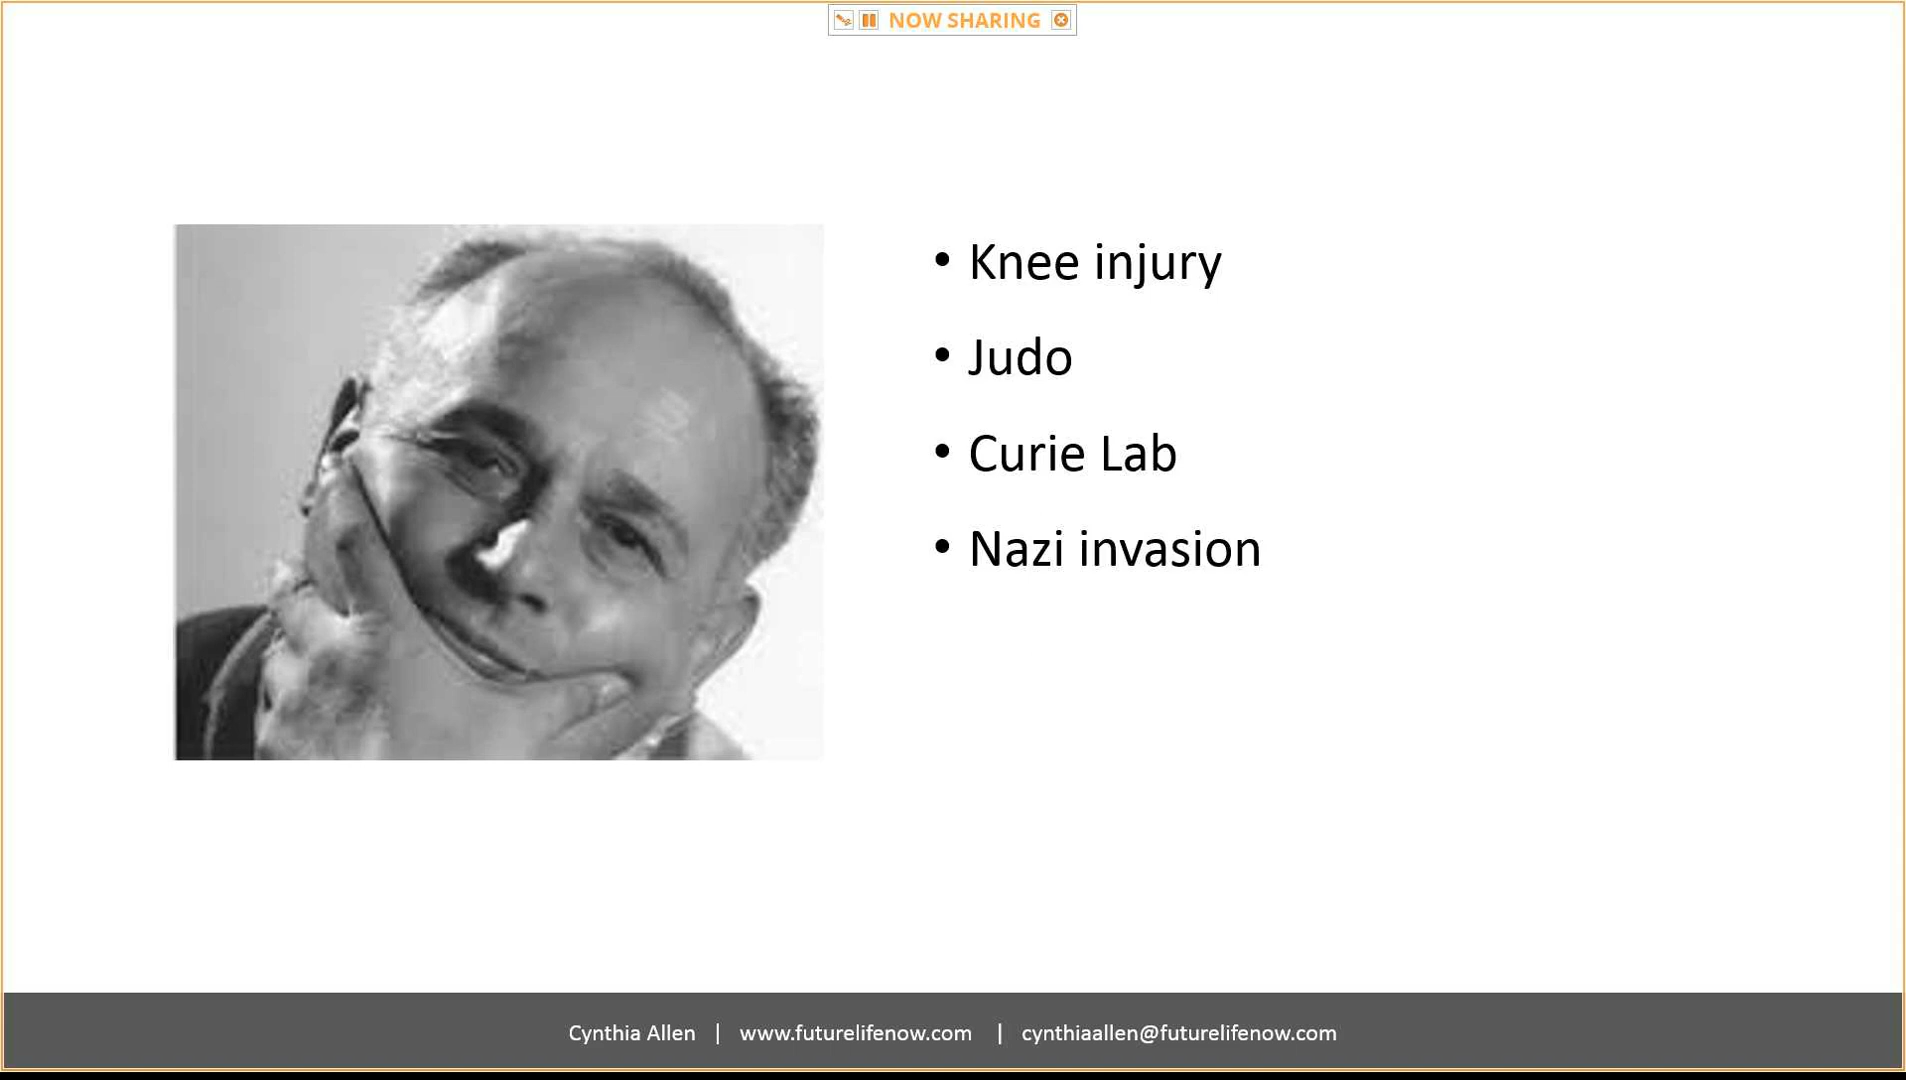 NOW SHARING
• Knee injury
• Judo
• Curie Lab
• Nazi invasion
Cynthia Allen | www.futurelifenow.com | cynthiaallen@futurelifenow.com